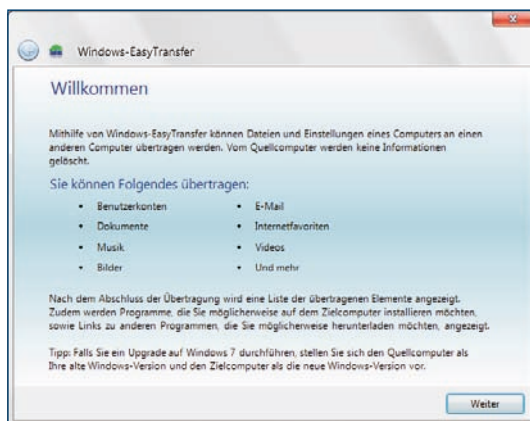 Windows-EasyTransfer
Willkommen
Mithilfe von Windows-EasyTransfer können Dateien und Einstellungen eines Computers an einen
anderen Computer übertragen werden. Vom Quellcomputer werden keine Informationen
gelöscht.
Sie können Folgendes übertragen:
• Benutzerkonten • E-Mail
• Dokumente • Internetfavoriten
• Musik • Videos
• Bilder • Und mehr
Nach dem Abschluss der Übertragung wird eine Liste der übertragenen Elemente angezeigt.
Zudem werden Programme, die Sie möglicherweise auf dem Zielcomputer installieren möchten,
sowie Links zu anderen Programmen, die Sie möglicherweise herunterladen möchten, angezeigt.
Tipp: Falls Sie ein Upgrade auf Windows 7 durchführen, stellen Sie sich den Quellcomputer als
Ihre alte Windows-Version und den Zielcomputer als die neue Windows-Version vor.
Weiter